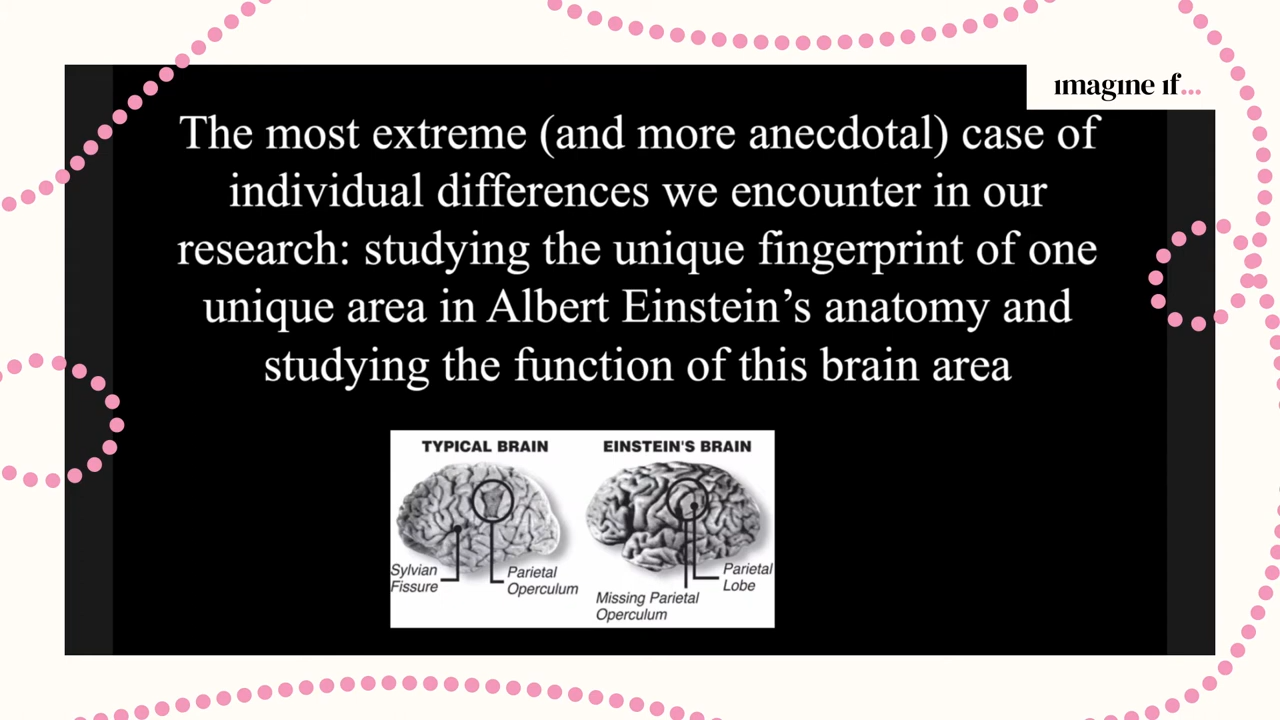 imagine if...
The most extreme (and more anecdotal) case of
individual differences we encounter in our
research: studying the unique fingerprint of one
unique area in Albert Einstein’s anatomy and
studying the function of this brain area
TYPICAL BRAIN
EINSTEIN'S BRAIN
Sylvian
Fissure
Parietal
Operculum
Missing Parietal
Operculum
Parietal
Lobe